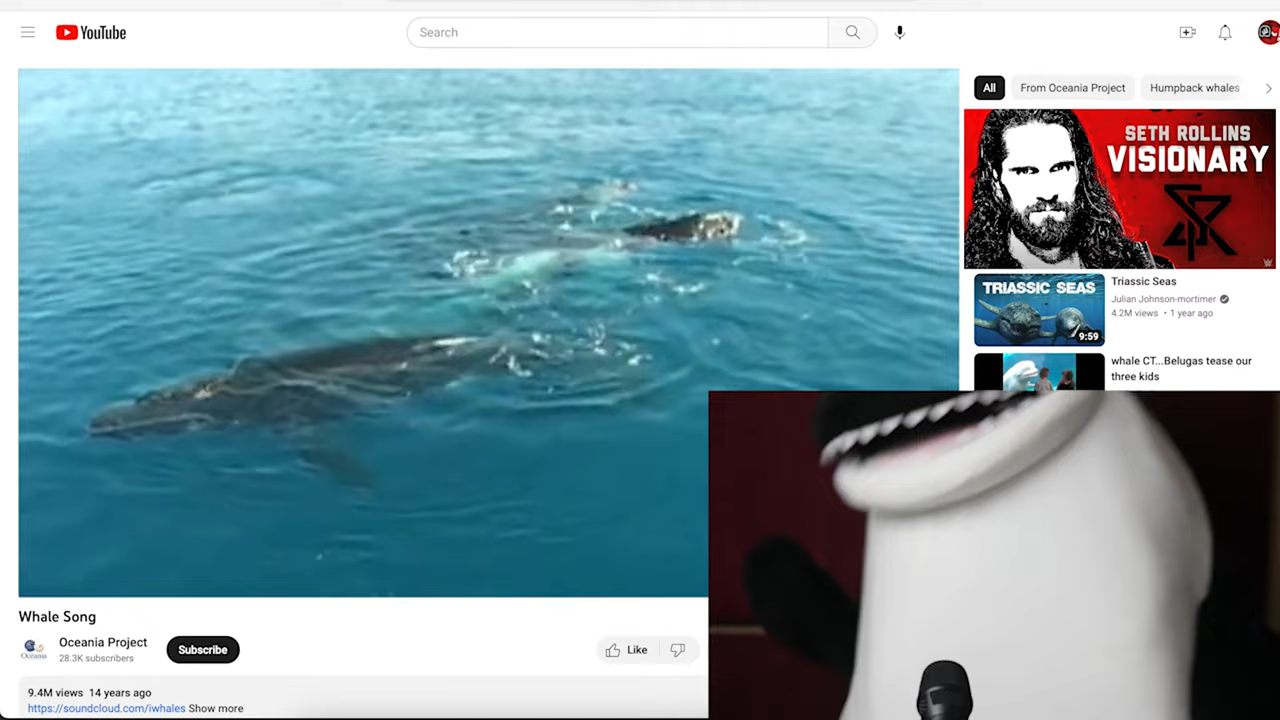 YouTube
Search
All
From Oceania Project
Humpback whales
SETH ROLLINS
VISIONARY
TRIASSIC SEAS
9:59
Triassic Seas
Julian Johnson-mortimer
4.2M views • 1 year ago
whale CT...Belugas tease our
three kids
Whale Song
Oceania
Oceania Project
28.3K subscribers
Subscribe
Like
9.4M views 14 years ago
https://soundcloud.com/iwhales Show more